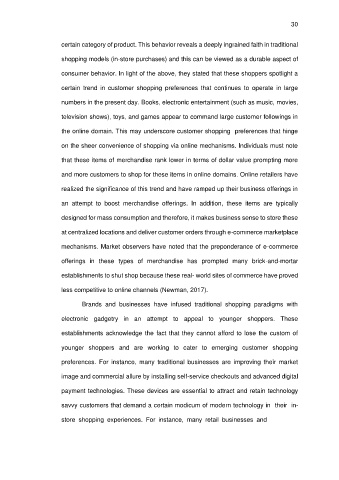 30
certain category of product. This behavior reveals a deeply ingrained faith in traditional
shopping models (in-store purchases) and this can be viewed as a durable aspect of
consumer behavior. In light of the above, they stated that these shoppers spotlight a
certain trend in customer shopping preferences that continues to operate in large
numbers in the present day. Books, electronic entertainment (such as music, movies,
television shows), toys, and games appear to command large customer followings in
the online domain. This may underscore customer shopping preferences that hinge
on the sheer convenience of shopping via online mechanisms. Individuals must note
that these items of merchandise rank lower in terms of dollar value prompting more
and more customers to shop for these items in online domains. Online retailers have
realized the significance of this trend and have ramped up their business offerings in
an attempt to boost merchandise offerings. In addition, these items are typically
designed for mass consumption and therefore, it makes business sense to store these
at centralized locations and deliver customer orders through e-commerce marketplace
mechanisms. Market observers have noted that the preponderance of e-commerce
offerings in these types of merchandise has prompted many brick-and-mortar
establishments to shut shop because these real- world sites of commerce have proved
less competitive to online channels (Newman, 2017).
Brands and businesses have infused traditional shopping paradigms with
electronic gadgetry in an attempt to appeal to younger shoppers. These
establishments acknowledge the fact that they cannot afford to lose the custom of
younger shoppers and are working to cater to emerging customer shopping
preferences. For instance, many traditional businesses are improving their market
image and commercial allure by installing self-service checkouts and advanced digital
payment technologies. These devices are essential to attract and retain technology
savvy customers that demand a certain modicum of modern technology in their in-
store shopping experiences. For instance, many retail businesses and